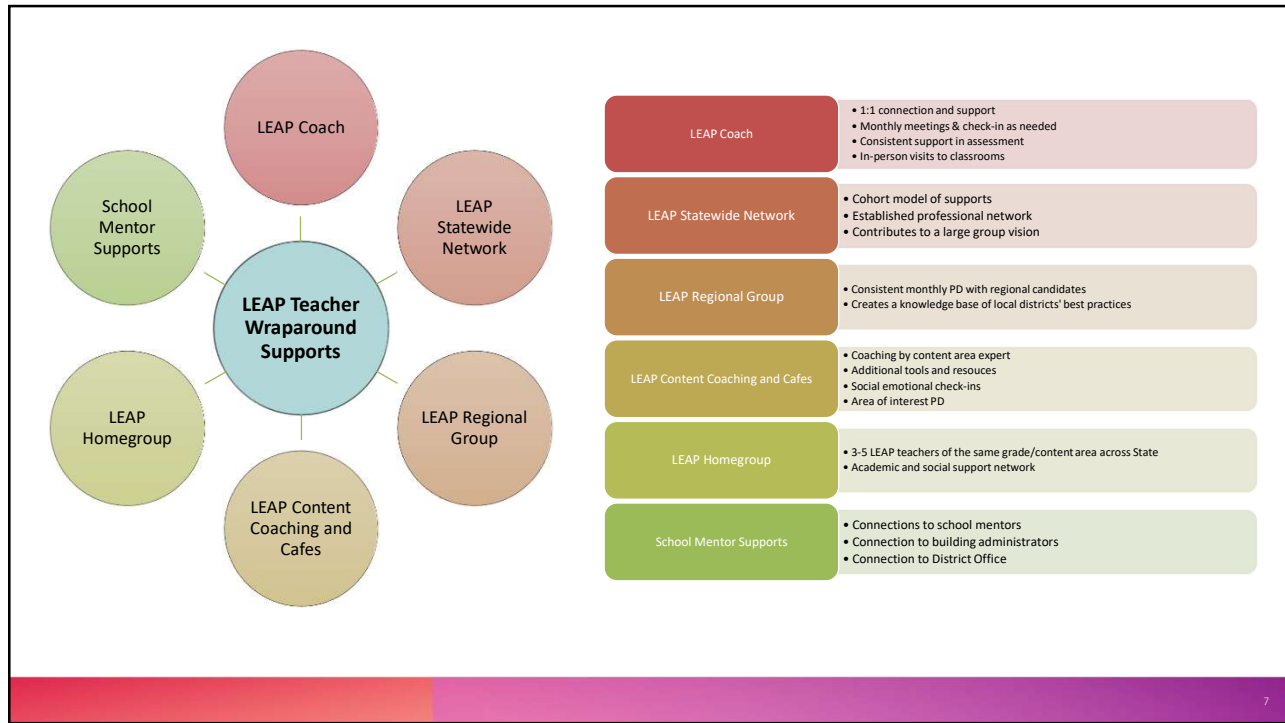 LEAP Coach
LEAP
Statewide
Network
LEAP Regional
Group
LEAP Content
Coaching and
Cafes
LEAP
Homegroup
School
Mentor
Supports
LEAP Teacher
Wraparound
Supports
LEAP Coach
• 1:1 connection and support
• Monthly meetings & check-in as needed
• Consistent support in assessment
• In-person visits to classrooms
LEAP Statewide Network
• Cohort model of supports
• Established professional network
• Contributes to a large group vision
LEAP Regional Group
• Consistent monthly PD with regional candidates
• Creates a knowledge base of local districts' best practices
LEAP Content Coaching and Cafes
• Coaching by content area expert
• Additional tools and resouces
• Social emotional check-ins
• Area of interest PD
LEAP Homegroup
• 3-5 LEAP teachers of the same grade/content area across State
• Academic and social support network
School Mentor Supports
• Connections to school mentors
• Connection to building administrators
• Connection to District Office
7